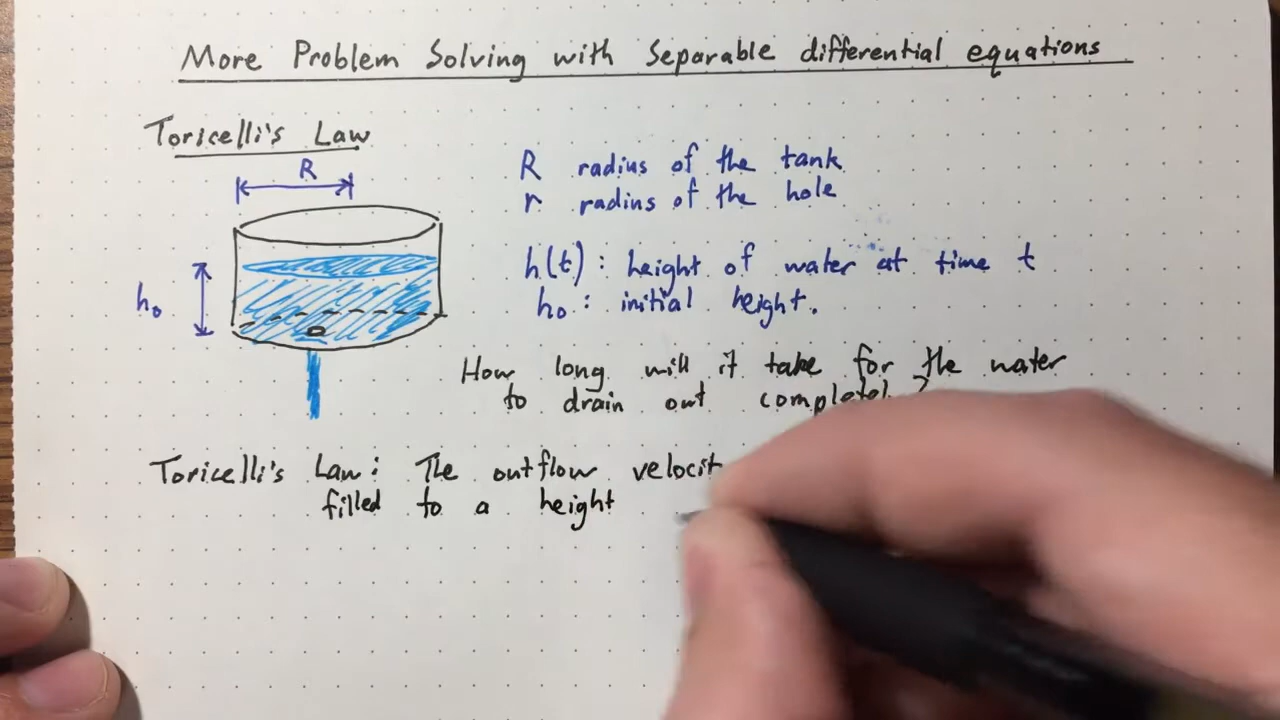 More Problem Solving with Separable differential equations
Toricelli's Law
R
R radius of the tank
r radius of the hole
h(t): height of water at time t
h₀
h₀: initial height.
How long will it take for the water
to drain out
Toricelli's Law: The outflow
filled to a height